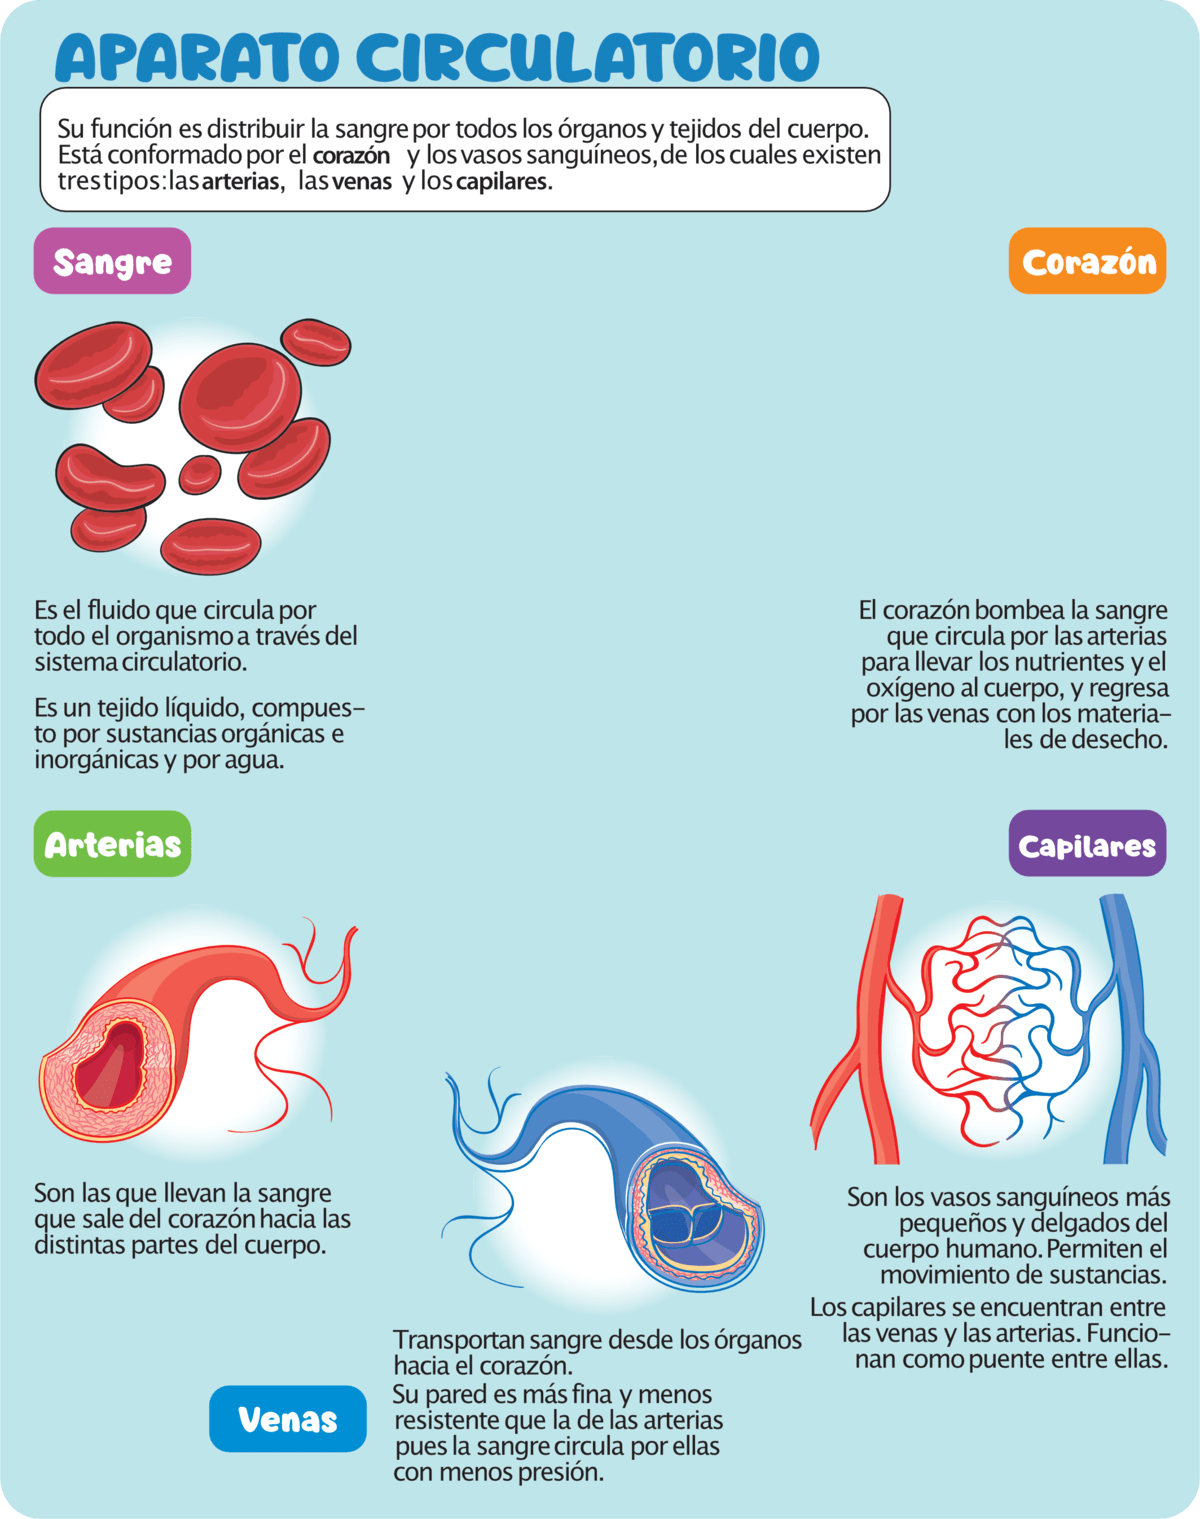 APARATO CIRCULATORIO
Su función es distribuir la sangre por todos los órganos y tejidos del cuerpo.
Está conformado por el corazón y los vasos sanguíneos, de los cuales existen
tres tipos: las arterias, las venas y los capilares.
Sangre
Es el fluido que circula por
todo el organismo a través del
sistema circulatorio.
Es un tejido líquido, compues-
to por sustancias orgánicas e
inorgánicas y por agua.
Corazón
El corazón bombea la sangre
que circula por las arterias
para llevar los nutrientes y el
oxígeno al cuerpo, y regresa
por las venas con los materia-
les de desecho.
Arterias
Son las que llevan la sangre
que sale del corazón hacia las
distintas partes del cuerpo.
Capilares
Son los vasos sanguíneos más
pequeños y delgados del
cuerpo humano. Permiten el
movimiento de sustancias.
Los capilares se encuentran entre
las venas y las arterias. Funcio-
nan como puente entre ellas.
Venas
Transportan sangre desde los órganos
hacia el corazón.
Su pared es más fina y menos
resistente que la de las arterias
pues la sangre circula por ellas
con menos presión.